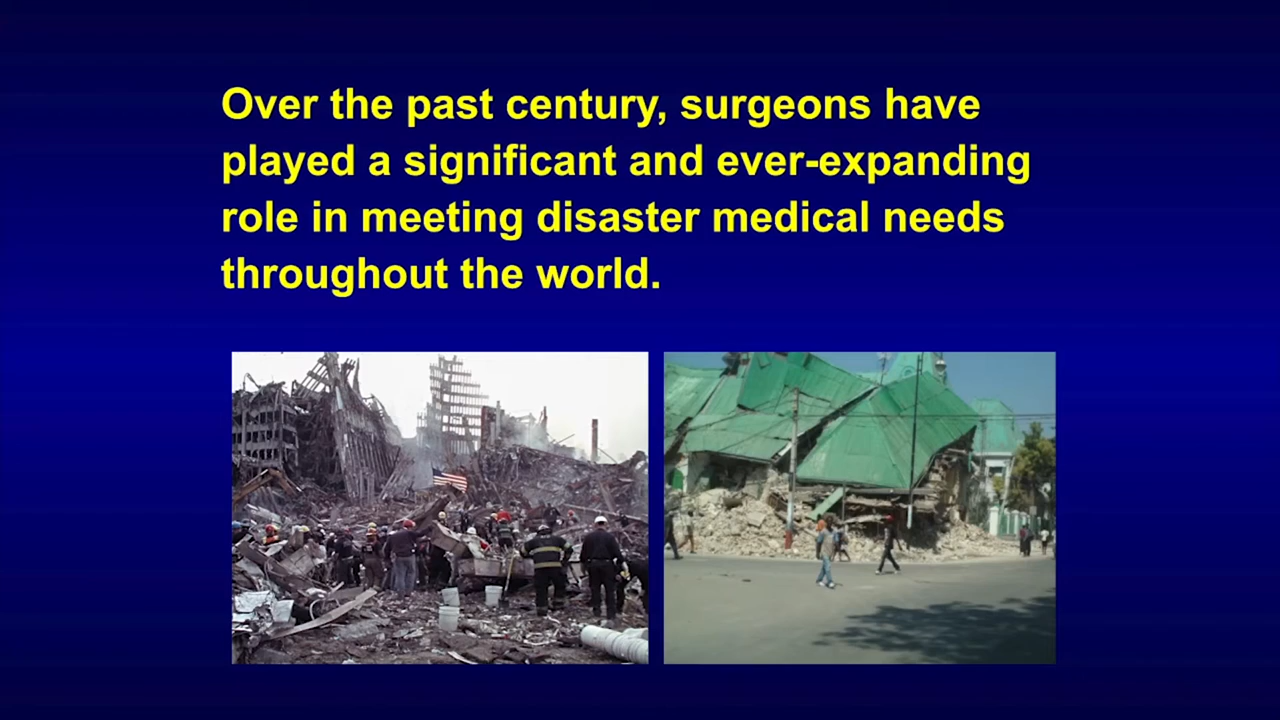 Over the past century, surgeons have
played a significant and ever-expanding
role in meeting disaster medical needs
throughout the world.